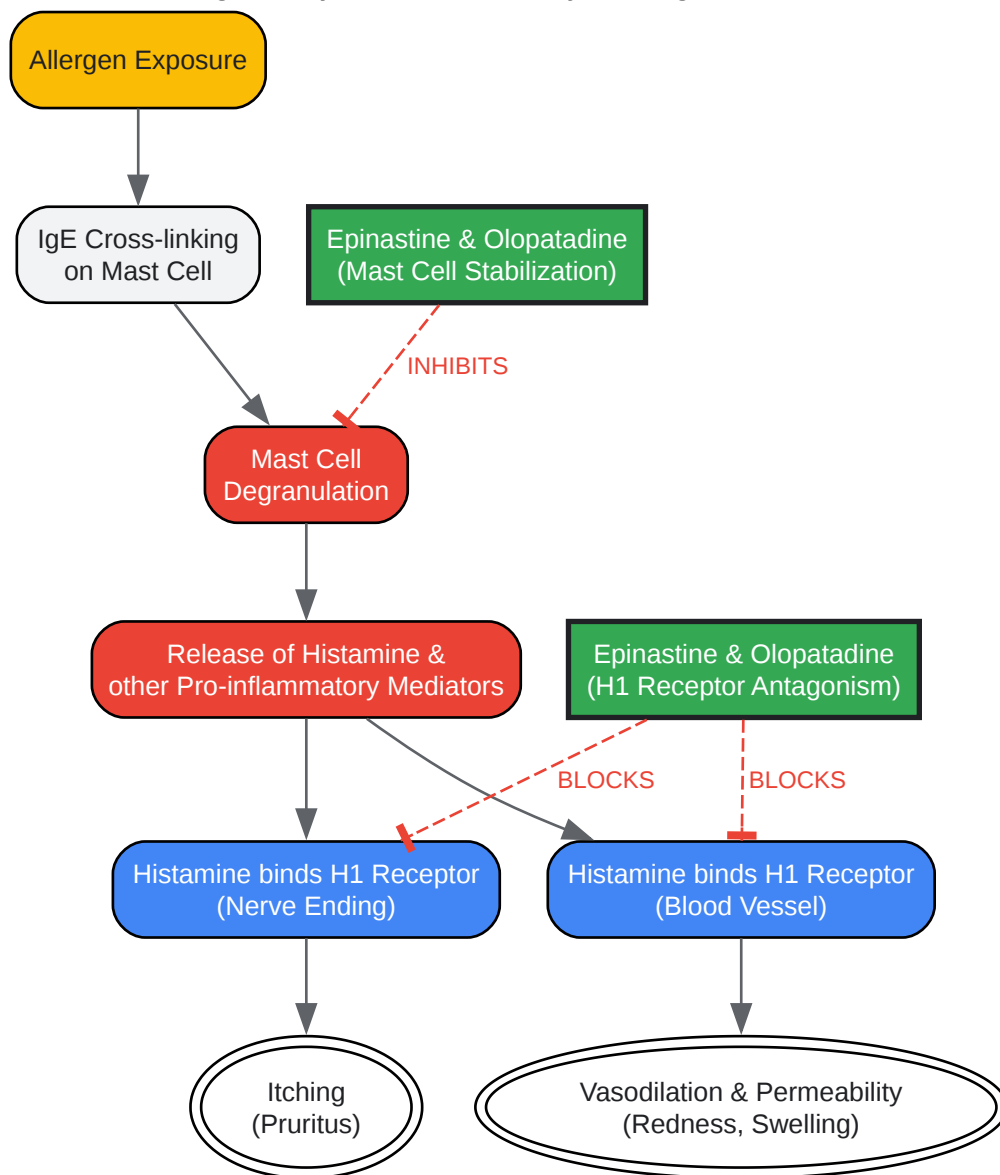 Allergen Exposure
IgE Cross-linking
on Mast Cell
Epinastine & Olopatadine
(Mast Cell Stabilization)
INHIBITS
Mast Cell
Degranulation
Release of Histamine &
other Pro-inflammatory Mediators
Epinastine & Olopatadine
(H1 Receptor Antagonism)
BLOCKS
BLOCKS
Histamine binds H1 Receptor
(Nerve Ending)
Histamine binds H1 Receptor
(Blood Vessel)
Itching
(Pruritus)
Vasodilation & Permeability
(Redness, Swelling)